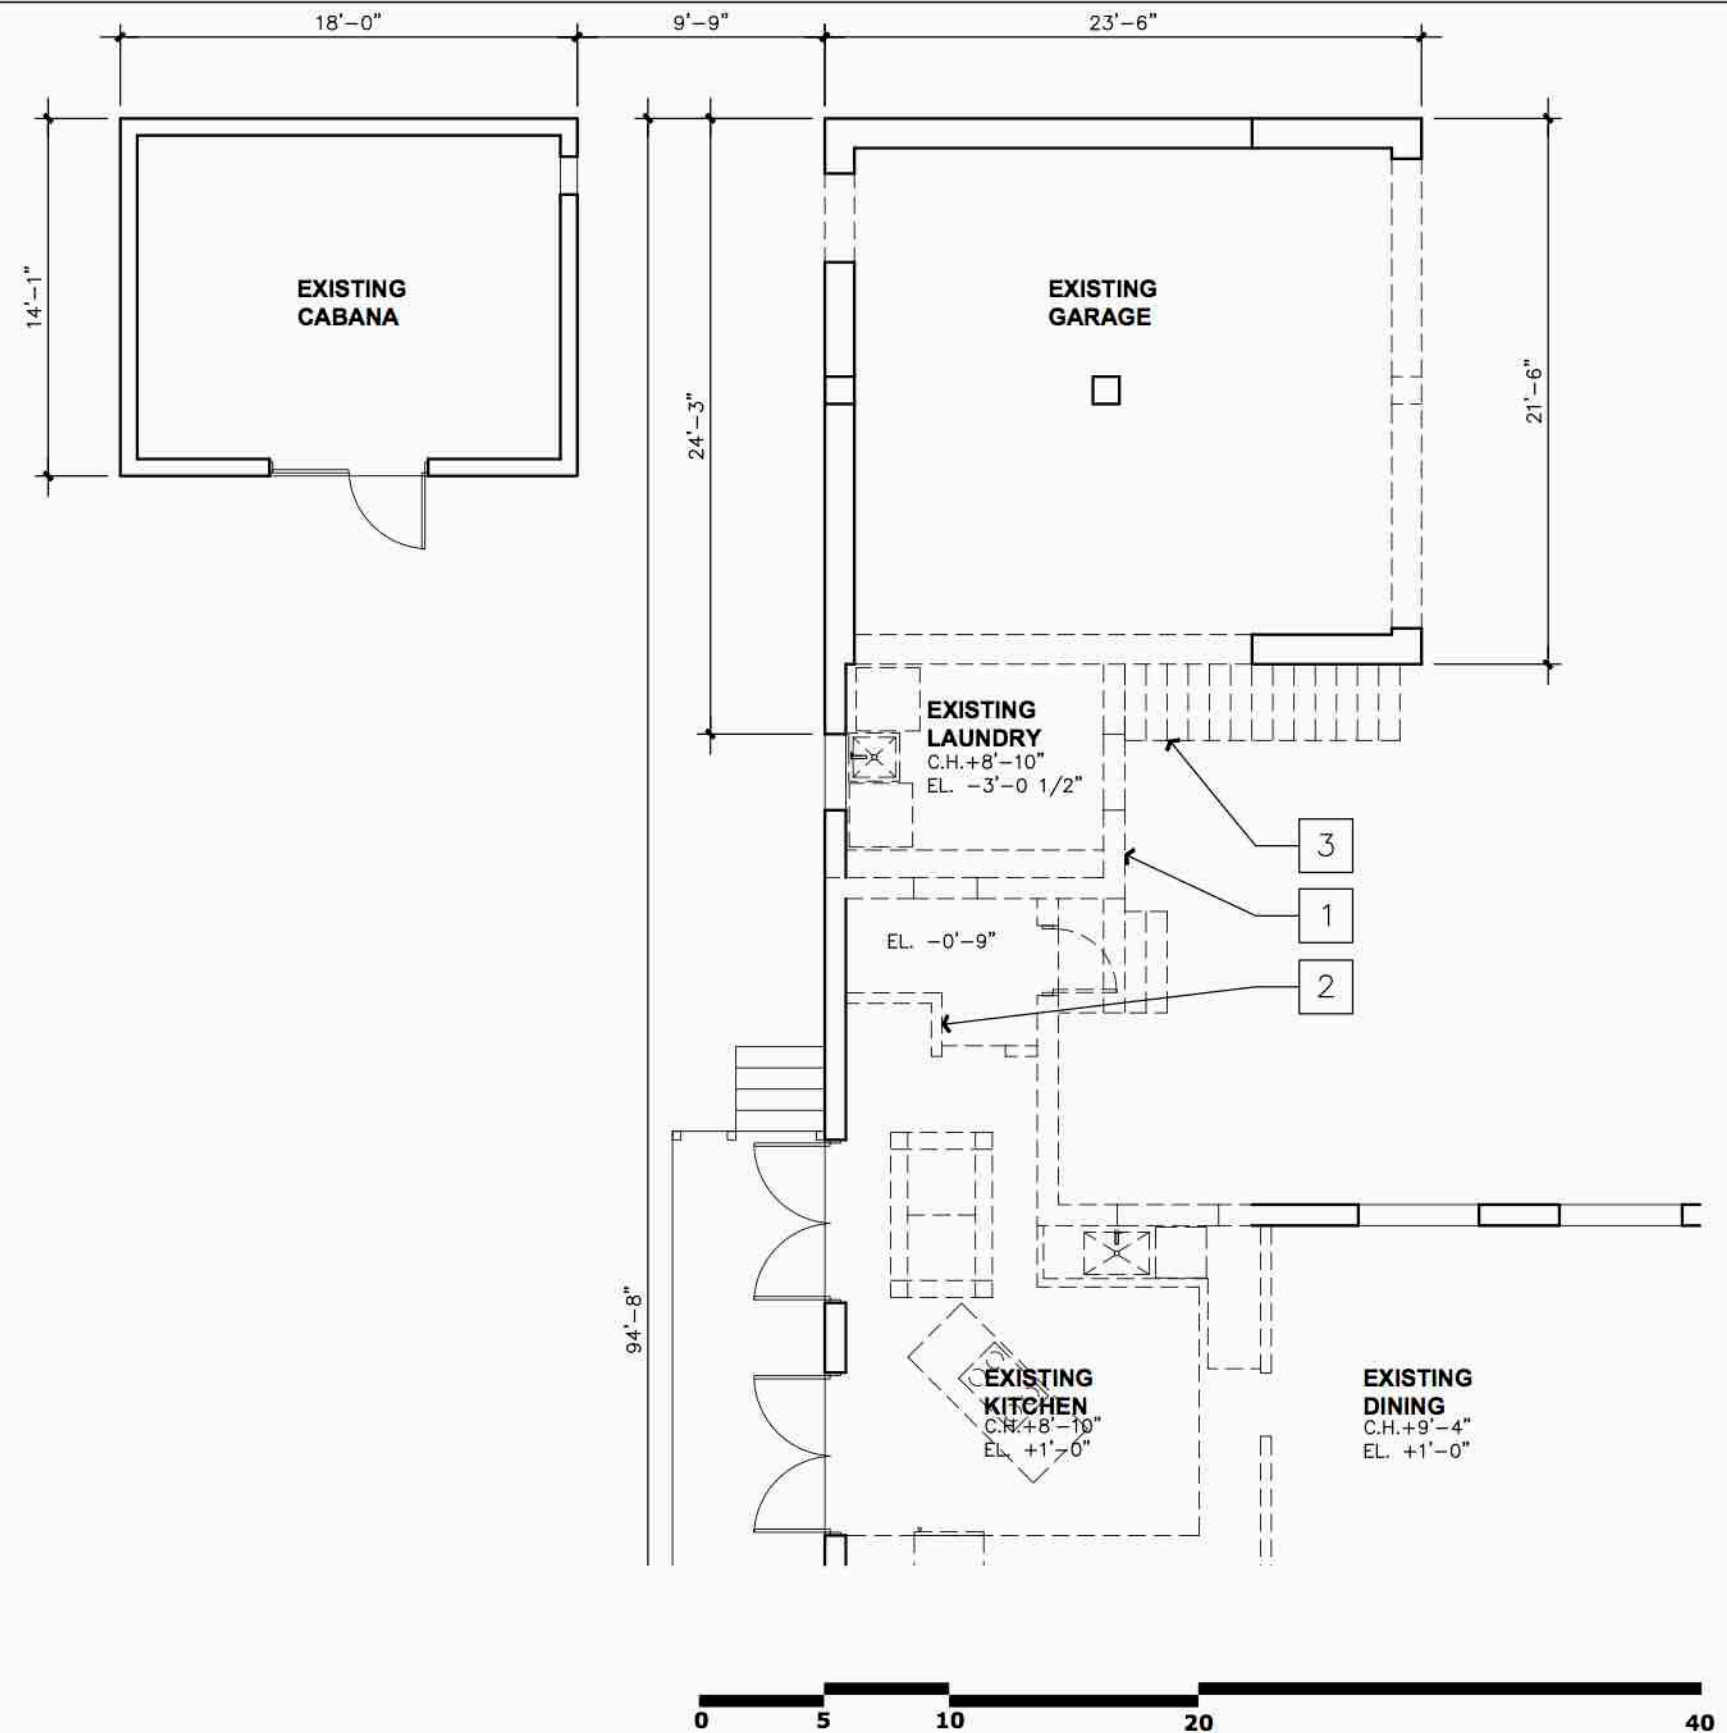 18'-0"
9'-9"
23'-6"
14'-1"
EXISTING
CABANA
EXISTING
GARAGE
24'-3"
21'-6"
EXISTING
LAUNDRY
C.H.+8'-10"
EL. -3'-0 1/2"
3
1
EL. -0'-9"
2
94'-8"
EXISTING
KITCHEN
C.H.+8'-10"
EL. +1'-0"
EXISTING
DINING
C.H.+9'-4"
EL. +1'-0"
0 5 10 20 40